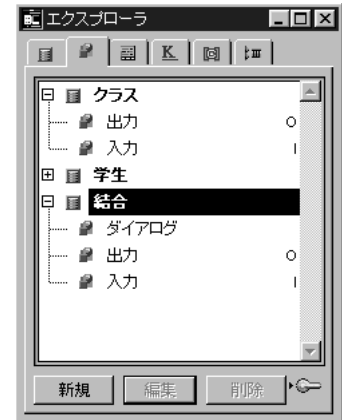 エクスプローラ
K
クラス
出力 O
入力 I
学生
結合
ダイアログ
出力 O
入力 I
新規 編集 削除